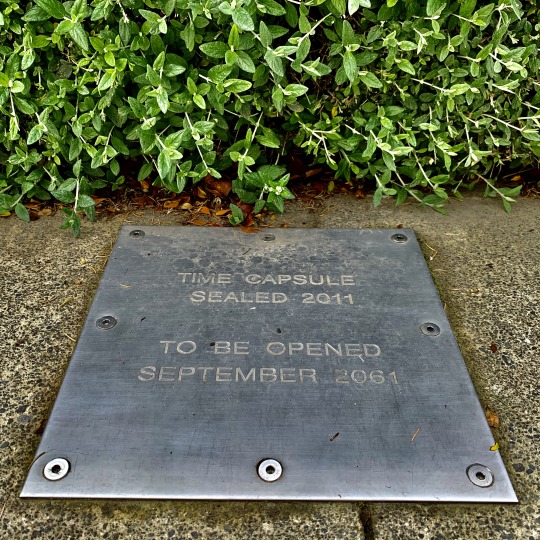 TIME CAPSULE
SEALED 2011
TO BE OPENED
SEPTEMBER 2061